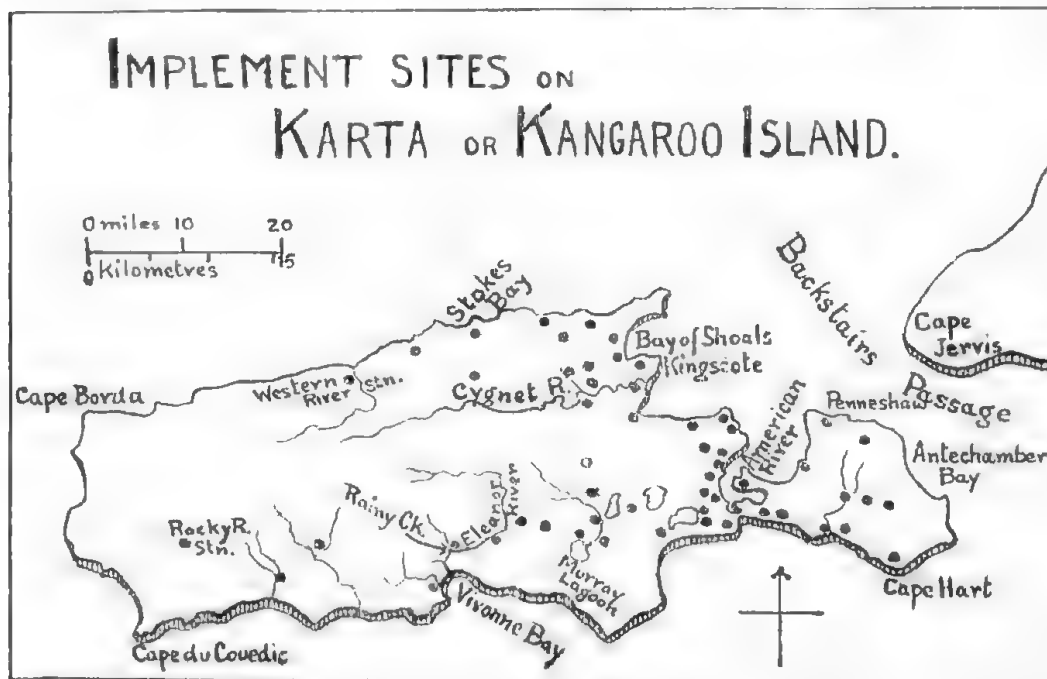 IMPLEMENT SITES ON
KARTA OR KANGAROO ISLAND.
0 miles 10 20
0 Kilometres 15
Stokes
Bay
Backstairs
Passage
Cape
Jervis
Bay of Shoals
Kingscote
Western
River
Stn.
Cape Borda
Cygnet R.
American
River
Penneshaw
Antechamber
Bay
Rainy Ck.
Eleanor
River
Rocky R.
Stn.
Murray
Lagoon
Vivonne Bay
Cape Hart
Cape du Couedic